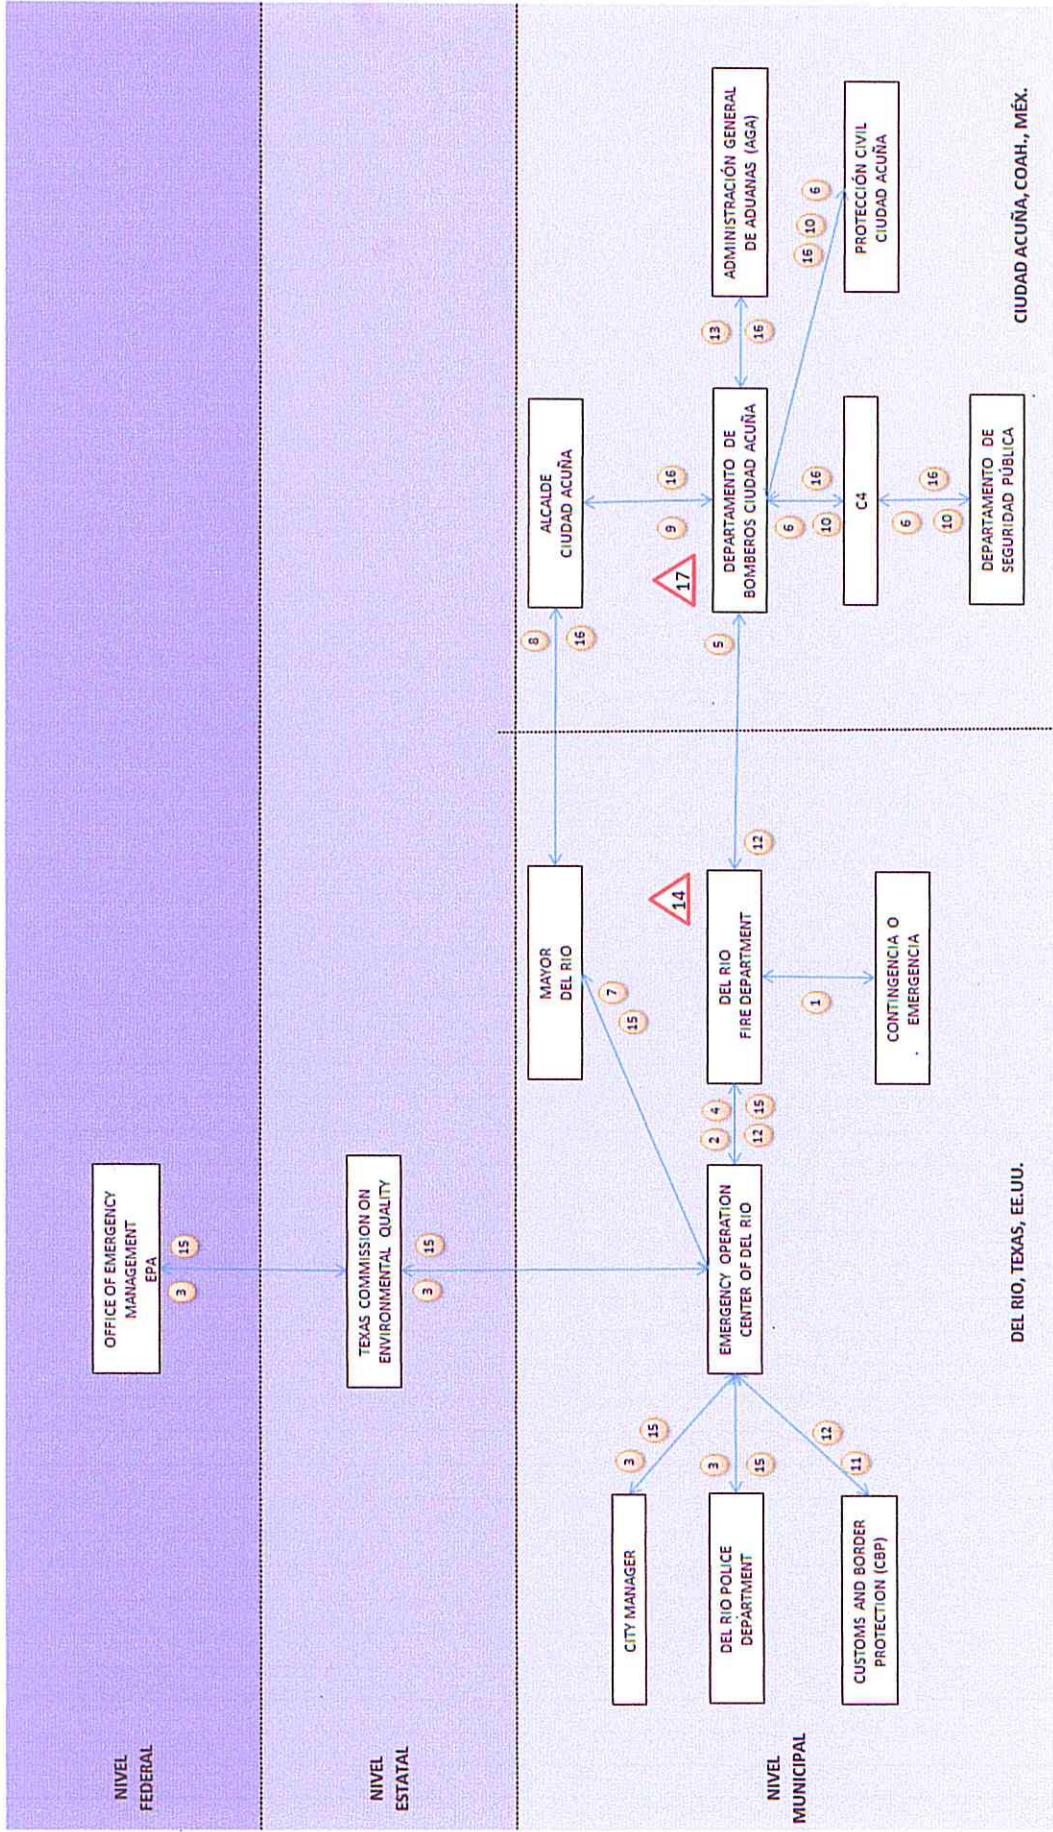 NIVEL
FEDERAL
OFFICE OF EMERGENCY
MANAGEMENT
EPA
3
15
NIVEL
ESTATAL
TEXAS COMMISSION ON
ENVIRONMENTAL QUALITY
3
15
NIVEL
MUNICIPAL
MAYOR
DEL RIO
8
16
ALCALDE
CIUDAD ACUÑA
7
15
9
16
CITY MANAGER
3
15
DEL RIO POLICE
DEPARTMENT
3
15
CUSTOMS AND BORDER
PROTECTION (CBP)
11
12
EMERGENCY OPERATION
CENTER OF DEL RIO
2
4
12
15
14
DEL RIO
FIRE DEPARTMENT
12
5
1
CONTINGENCIA O
EMERGENCIA
17
DEPARTAMENTO DE
BOMBEROS CIUDAD ACUÑA
13
16
ADMINISTRACIÓN GENERAL
DE ADUANAS (AGA)
6
10
16
16
10
6
C4
PROTECCIÓN CIVIL
CIUDAD ACUÑA
6
10
16
DEPARTAMENTO DE
SEGURIDAD PÚBLICA
DEL RIO, TEXAS, EE.UU.
CIUDAD ACUÑA, COAH., MÉX.